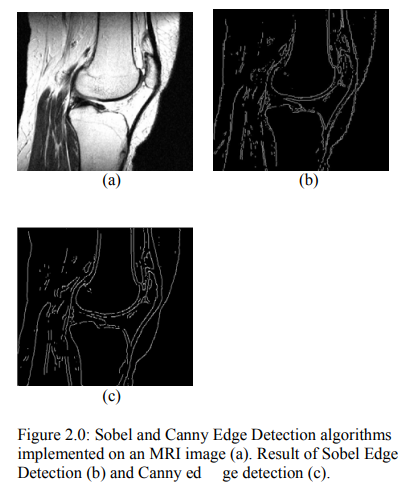 (a)
(b)
(c)
Figure 2.0: Sobel and Canny Edge Detection algorithms
implemented on an MRI image (a). Result of Sobel Edge
Detection (b) and Canny ed ge detection (c).